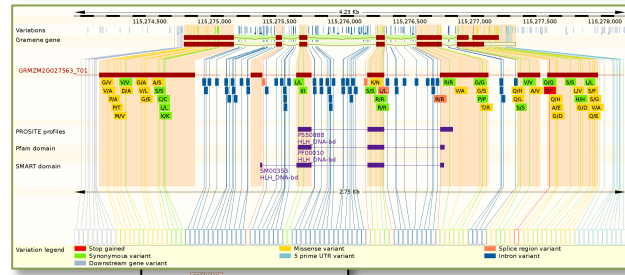 4.23 Kb
115,274,500 115,275,000 115,275,500 115,276,000 115,276,500 115,277,000 115,277,500 115,278,000
Variations
Gramene gene
GRMZM2G027563_T01
G/V V/V G/A A/S L/L K/N R/R G/G V/V Q/Q S/S L/L
V/A D/A V/L S/S I/I S/S L/L V/A S/S Q/H A/V L/V S/F
P/A G/E C/C R/R R/R P/P L/L Q/H H/H S/G
P/T L/L R/R T/R S/S A/E D/A V/A
M/V K/K G/D Q/E
PROSITE profiles
PS50888
HLH_DNA-bd
Pfam domain
PF00010
HLH_DNA-bd
SMART domain
SM00353
HLH_DNA-bd
2.75 Kb
Variation legend
Stop gained Missense variant Splice region variant
Synonymous variant 5 prime UTR variant Intron variant
Downstream gene variant